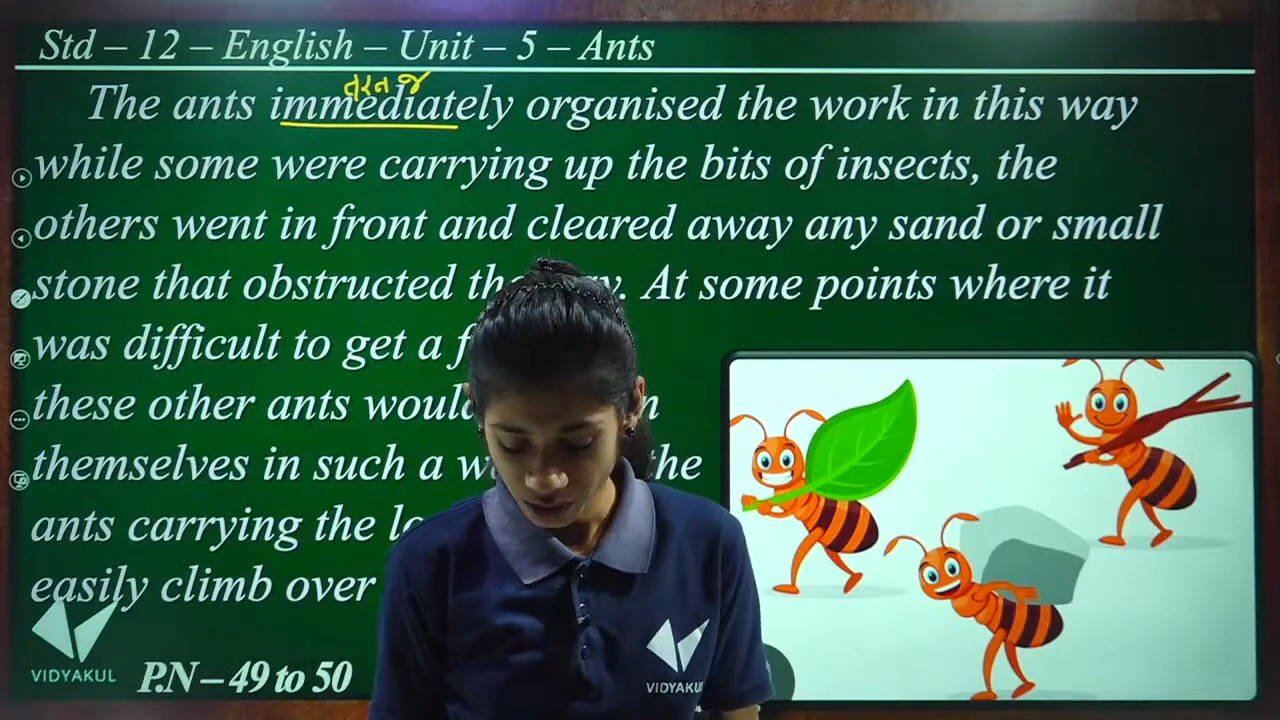 Std – 12 – English – Unit – 5 – Ants
તરત જ
The ants immediately organised the work in this way
while some were carrying up the bits of insects, the
others went in front and cleared away any sand or small
stone that obstructed the. At some points where it
was difficult to get a
these other ants
themselves in such a the
ants carrying the
easily climb over
VIDYAKUL
P.N – 49 to 50
VIDYAKUL